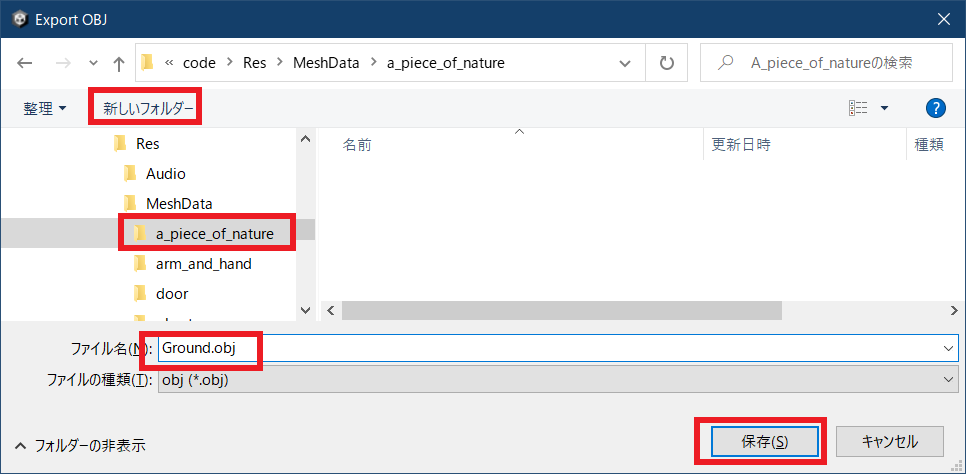 Export OBJ
« code > Res > MeshData > a_piece_of_nature
A_piece_of_natureの検索
整理 新しいフォルダー
名前 更新日時 種類
Res
Audio
MeshData
a_piece_of_nature
arm_and_hand
door
ファイル名(N): Ground.obj
ファイルの種類(T): obj (*.obj)
フォルダーの非表示
保存(S) キャンセル